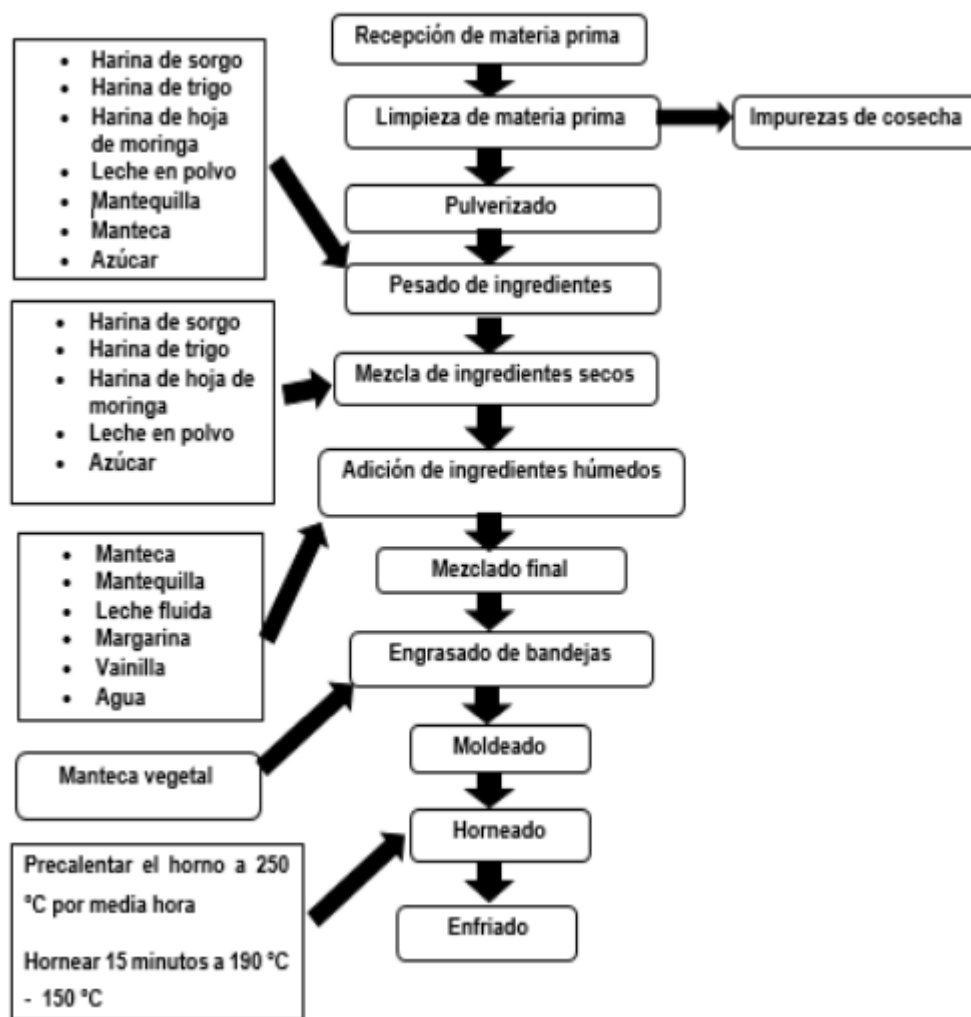 Recepción de materia prima
Limpieza de materia prima
Impurezas de cosecha
Pulverizado
• Harina de sorgo
• Harina de trigo
• Harina de hoja
de moringa
• Leche en polvo
• Mantequilla
• Manteca
• Azúcar
Pesado de ingredientes
• Harina de sorgo
• Harina de trigo
• Harina de hoja de
moringa
• Leche en polvo
• Azúcar
Mezcla de ingredientes secos
Adición de ingredientes húmedos
• Manteca
• Mantequilla
• Leche fluida
• Margarina
• Vainilla
• Agua
Mezclado final
Engrasado de bandejas
Manteca vegetal
Moldeado
Horneado
Precalentar el horno a 250
ºC por media hora
Hornear 15 minutos a 190 ºC
- 150 ºC
Enfriado